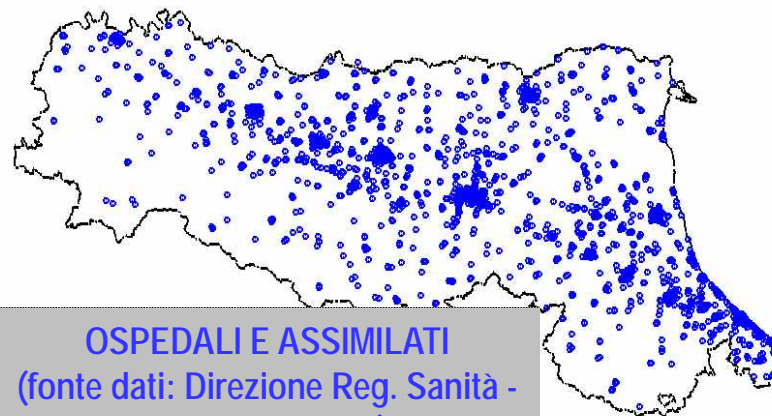 OSPEDALI E ASSIMILATI
(fonte dati: Direzione Reg. Sanità -